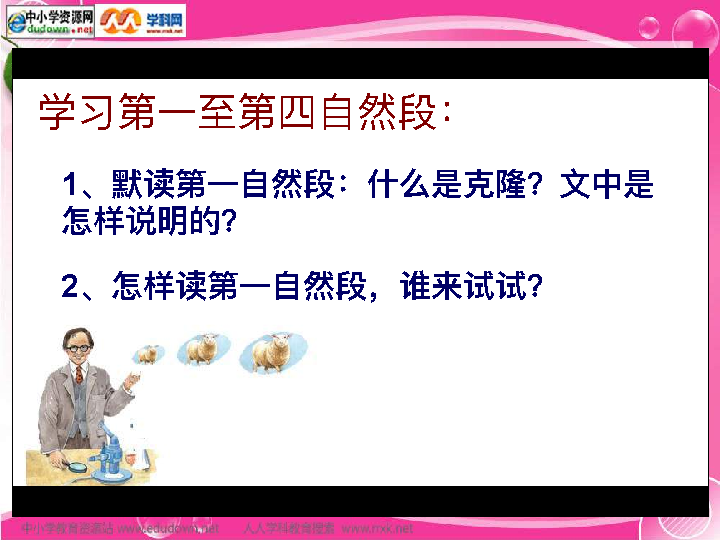 中小学资源网
dudown.net
学科网
学习第一至第四自然段：
1、默读第一自然段：什么是克隆？文中是
怎样说明的？
2、怎样读第一自然段，谁来试试？
中小学教育资源站 www.edudown.net 人人学科教育搜索 www.rrxk.net